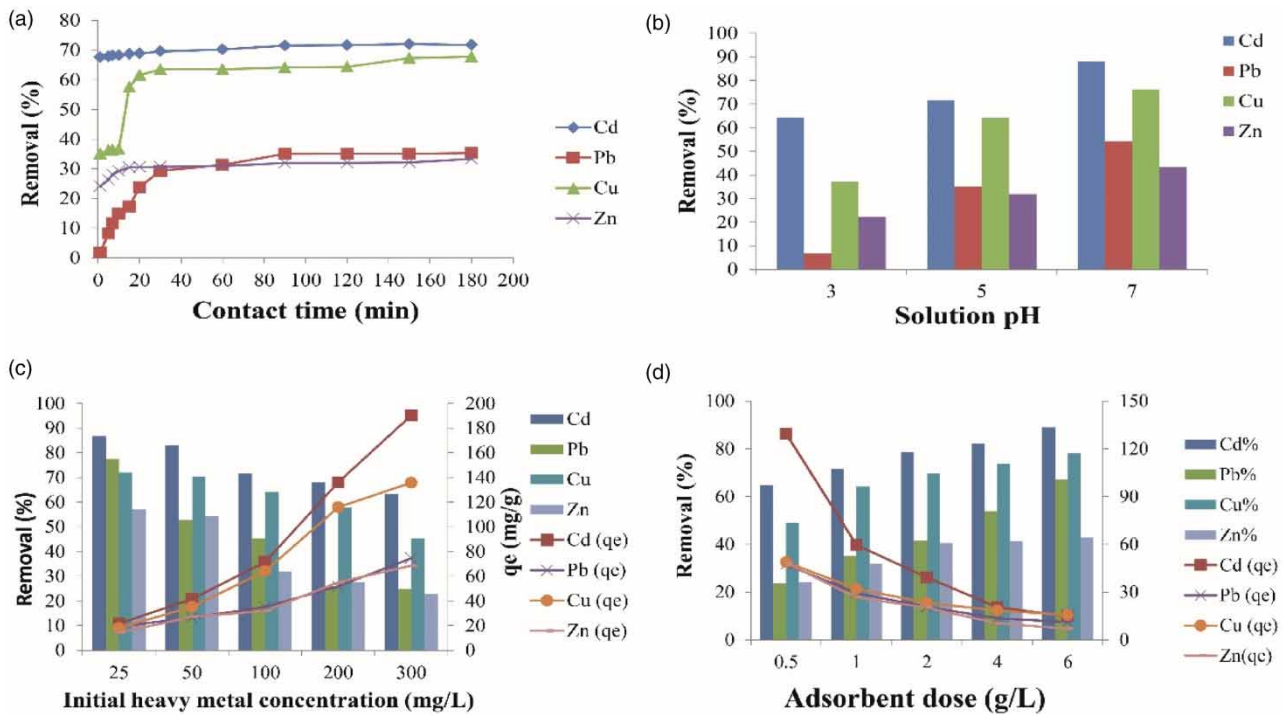 (a)
80
70
60
50
40
30
20
10
0
Removal (%)
0 20 40 60 80 100 120 140 160 180 200
Contact time (min)
Cd
Pb
Cu
Zn
(b)
100
90
80
70
60
50
40
30
20
10
0
Removal (%)
3 5 7
Solution pH
Cd
Pb
Cu
Zn
(c)
100
90
80
70
60
50
40
30
20
10
0
Removal (%)
200
180
160
140
120
100
80
60
40
20
0
qe (mg/g)
25 50 100 200 300
Initial heavy metal concentration (mg/L)
Cd
Pb
Cu
Zn
Cd (qe)
Pb (qe)
Cu (qe)
Zn (qe)
(d)
100
80
60
40
20
0
Removal (%)
150
120
90
60
30
0
0.5 1 2 4 6
Adsorbent dose (g/L)
Cd%
Pb%
Cu%
Zn%
Cd (qe)
Pb (qe)
Cu (qe)
Zn(qe)